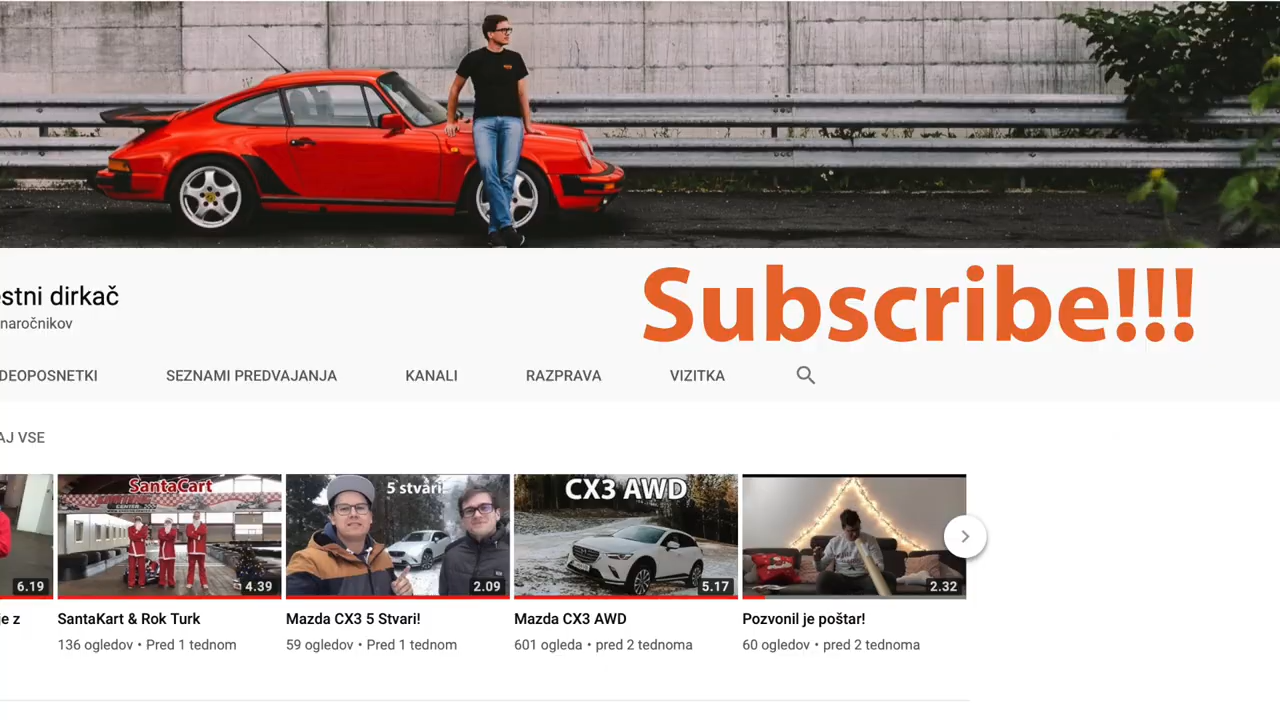 Subscribe!!!
estni dirkač
naročnikov
DEOPOSNETKI SEZNAMI PREDVAJANJA KANALI RAZPRAVA VIZITKA
AJ VSE
SantaCart
5 stvari
CX3 AWD
6.19 4.39 2.09 5.17 2.32
je z SantaKart & Rok Turk Mazda CX3 5 Stvari! Mazda CX3 AWD Pozvonil je poštar!
136 ogledov • Pred 1 tednom 59 ogledov • Pred 1 tednom 601 ogleda • pred 2 tednoma 60 ogledov • pred 2 tednoma